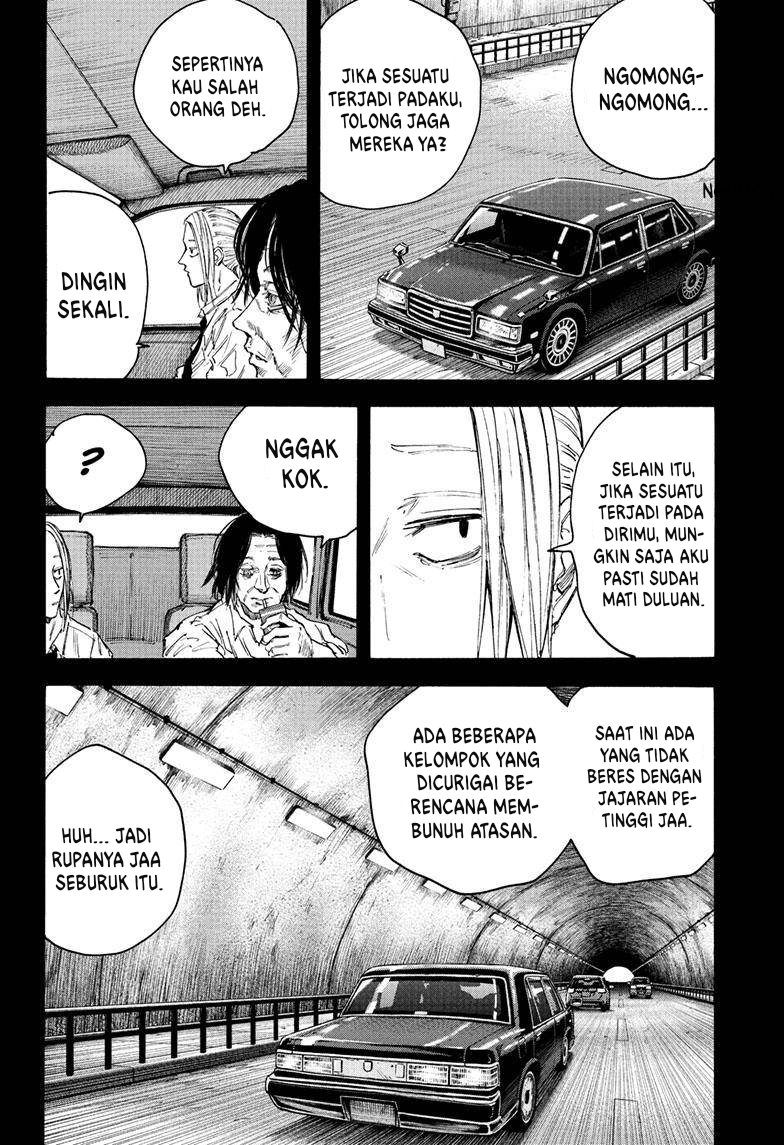 NGOMONG-
NGOMONG...
JIKA SESUATU
TERJADI PADAKU,
TOLONG JAGA
MEREKA YA?
SEPERTINYA
KAU SALAH
ORANG DEH.
DINGIN
SEKALI.
SELAIN ITU,
JIKA SESUATU
TERJADI PADA
DIRIMU, MUN-
GKIN SAJA AKU
PASTI SUDAH
MATI DULUAN.
NGGAK
KOK.
?
SAAT INI ADA
YANG TIDAK
BERES DENGAN
JAJARAN PE-
TINGGI JAA.
ADA BEBERAPA
KELOMPOK YANG
DICURIGAI BE-
RENCANA MEM-
BUNUH ATASAN.
HUH... JADI
RUPANYA JAA
SEBURUK ITU.